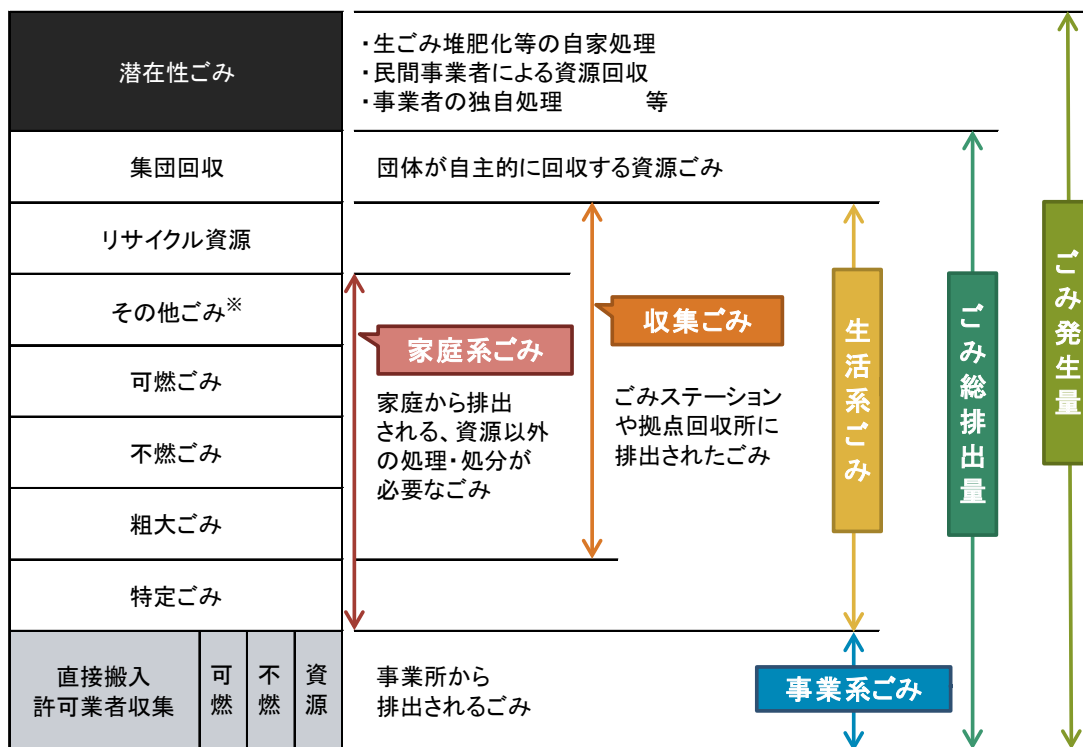 潜在性ごみ
・生ごみ堆肥化等の自家処理
・民間事業者による資源回収
・事業者の独自処理　　　等
集団回収
団体が自主的に回収する資源ごみ
リサイクル資源
その他ごみ※
可燃ごみ
不燃ごみ
粗大ごみ
特定ごみ
家庭系ごみ
家庭から排出
される、資源以外
の処理・処分が
必要なごみ
収集ごみ
ごみステーション
や拠点回収所に
排出されたごみ
生活系ごみ
ごみ総排出量
ごみ発生量
直接搬入
許可業者収集
可燃
不燃
資源
事業所から
排出されるごみ
事業系ごみ